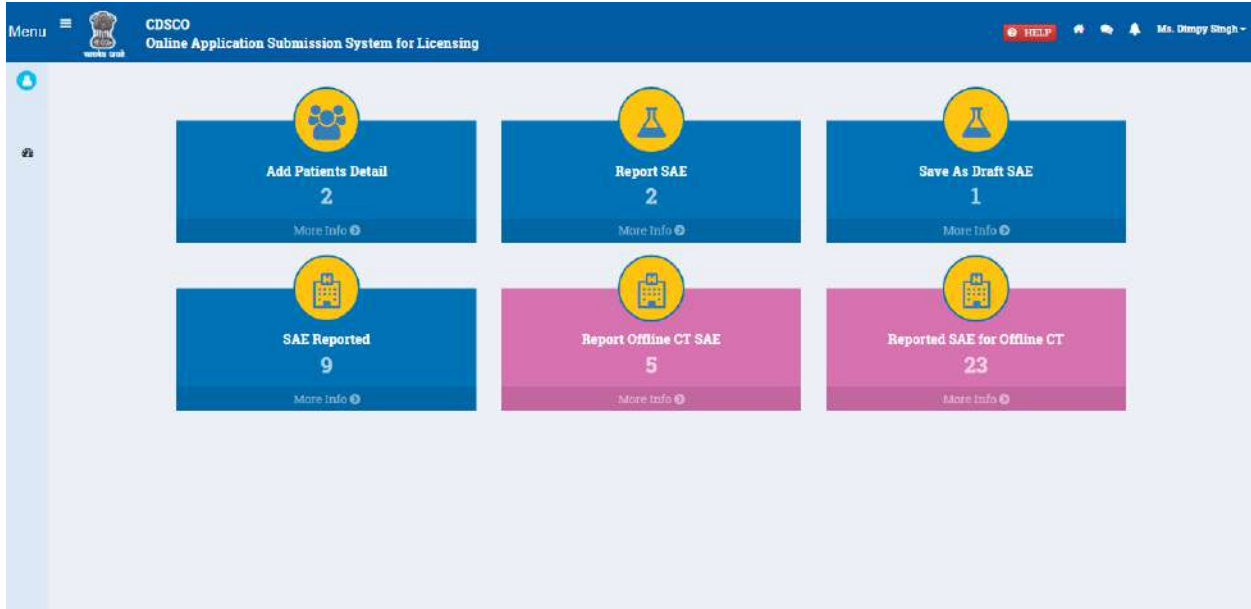 Menu
CDSCO
Online Application Submission System for Licensing
HELP
Ms. Dimpy Singh
Add Patients Detail
2
More Info
Report SAE
2
More Info
Save As Draft SAE
1
More Info
SAE Reported
9
More Info
Report Offline CT SAE
5
More Info
Reported SAE for Offline CT
23
More Info